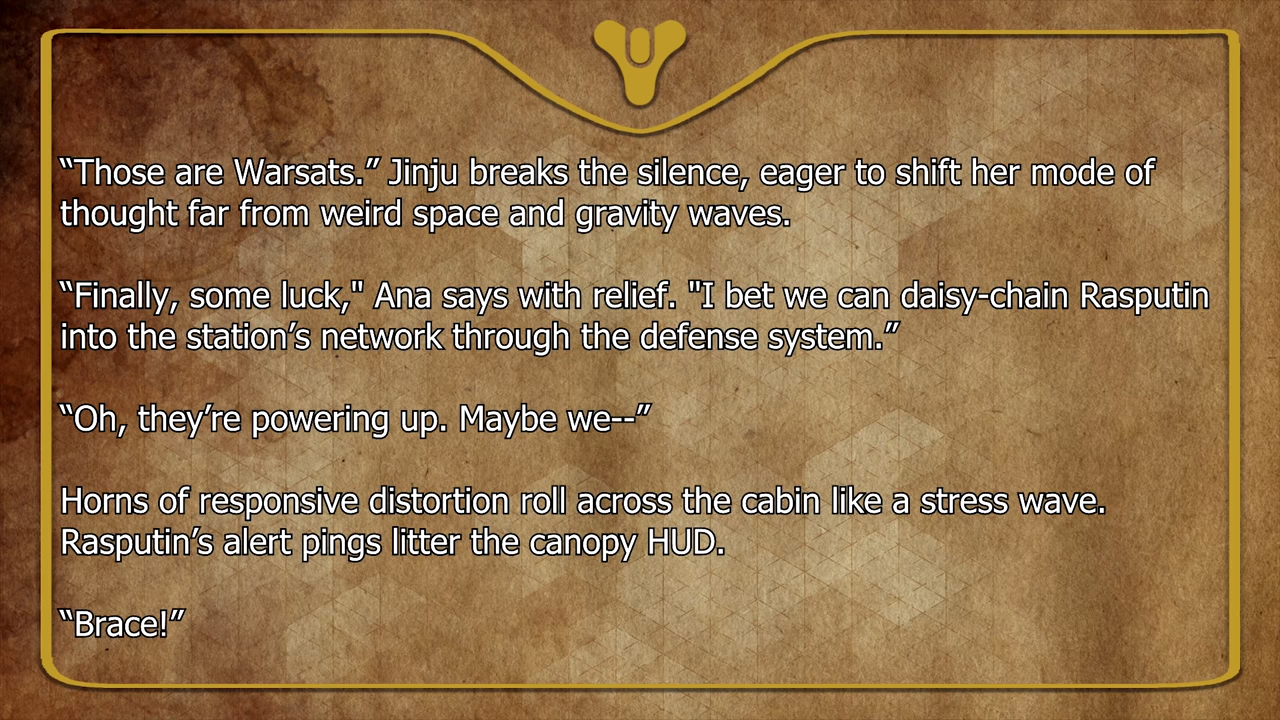 “Those are Warsats.” Jinju breaks the silence, eager to shift her mode of
thought far from weird space and gravity waves.
“Finally, some luck," Ana says with relief. "I bet we can daisy-chain Rasputin
into the station’s network through the defense system.”
“Oh, they’re powering up. Maybe we--”
Horns of responsive distortion roll across the cabin like a stress wave.
Rasputin’s alert pings litter the canopy HUD.
“Brace!”